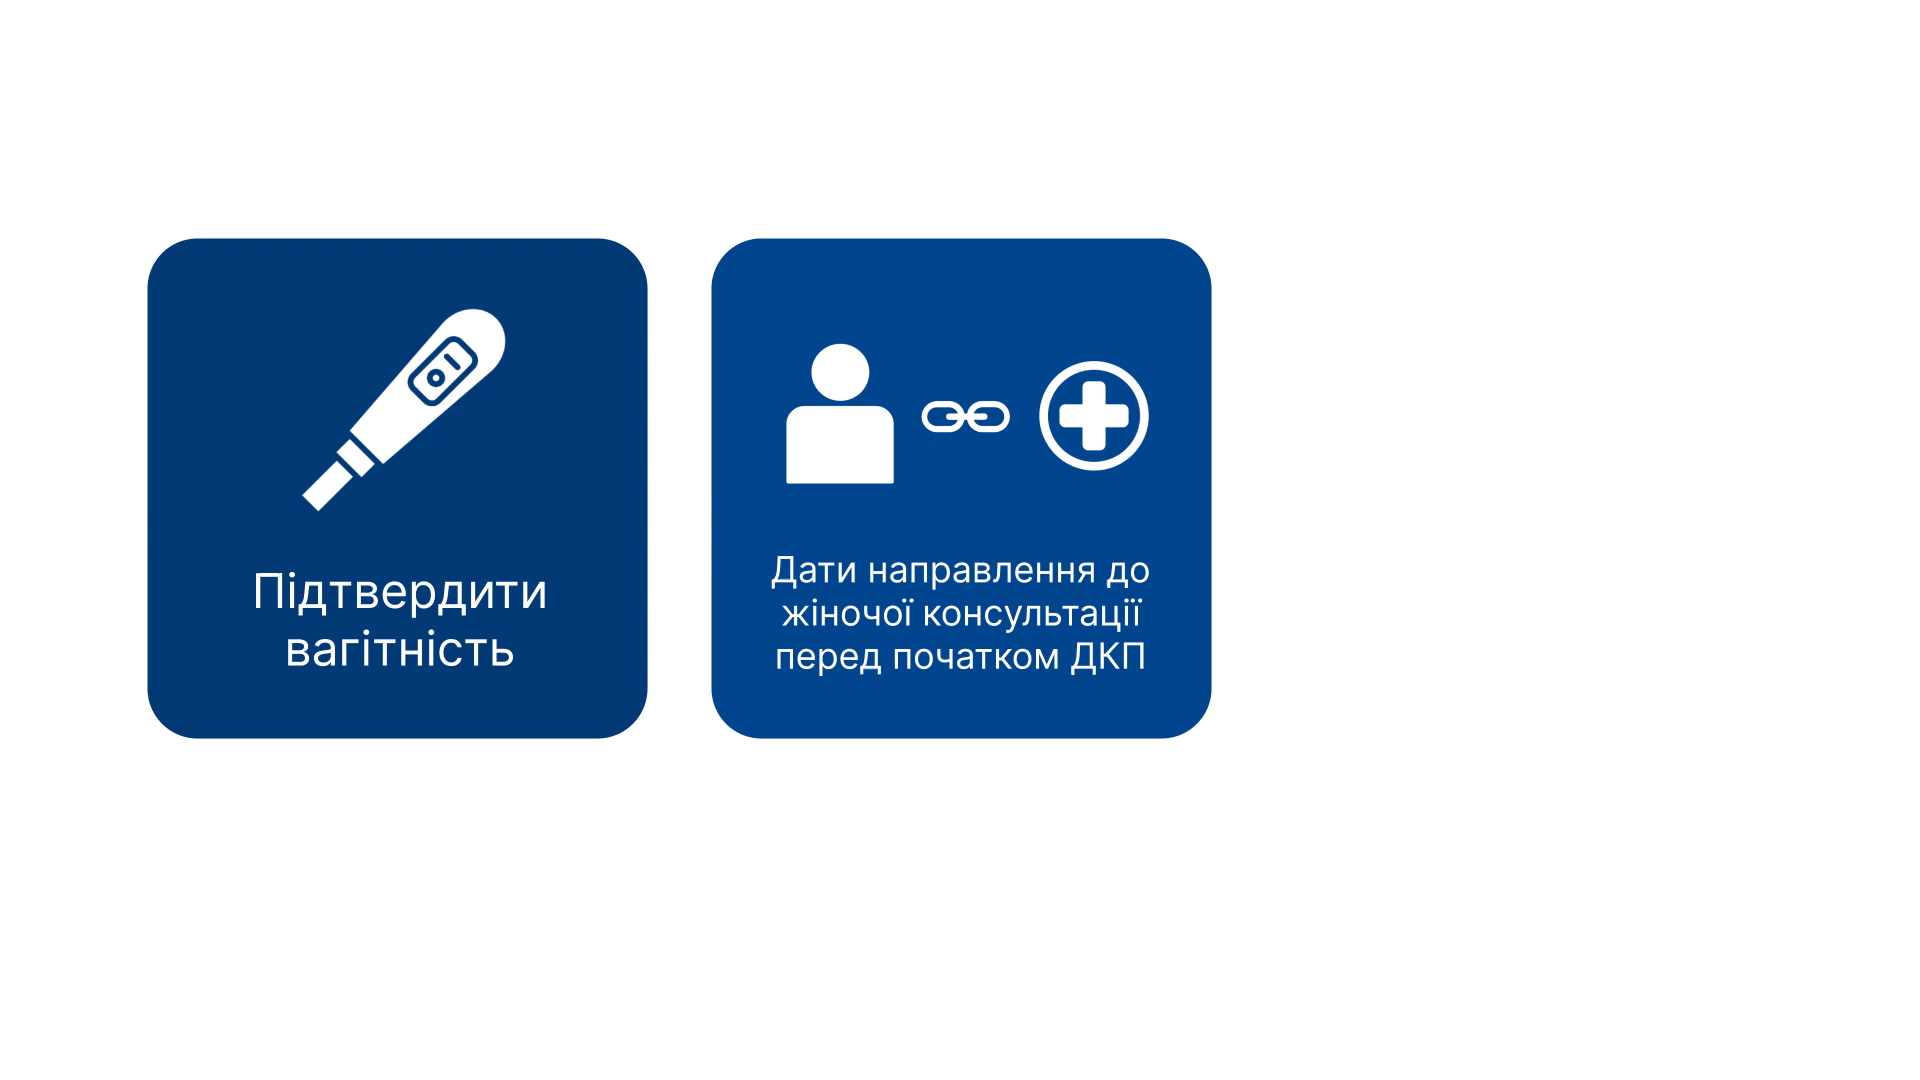 Підтвердити
вагітність
Дати направлення до
жіночої консультації
перед початком ДКП